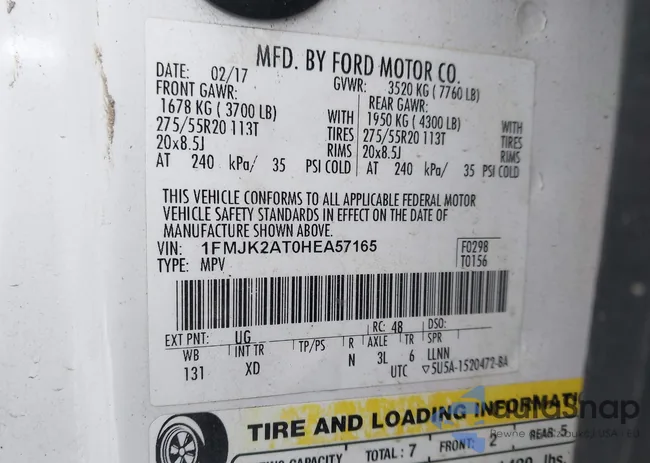 MFD. BY FORD MOTOR CO.
DATE: 02/17 GVWR: 3520 KG (7760 LB)
FRONT GAWR: REAR GAWR:
1678 KG (3700 LB) WITH 1950 KG (4300 LB) WITH
275/55R20 113T TIRES 275/55R20 113T TIRES
20x8.5J RIMS 20x8.5J RIMS
AT 240 kPa/ 35 PSI COLD AT 240 kPa/ 35 PSI COLD
THIS VEHICLE CONFORMS TO ALL APPLICABLE FEDERAL MOTOR
VEHICLE SAFETY STANDARDS IN EFFECT ON THE DATE OF
MANUFACTURE SHOWN ABOVE.
VIN: 1FMJK2AT0HEA57165 F0298
TYPE: MPV T0156
EXT PNT: UG RC: 48 DSO:
WB INT TR TP/PS R AXLE TR SPR
131 XD N 3L 6 LLNN
UTC ▽5U5A-1520472-BA
TIRE AND LOADING INFORMATI
CAPACITY TOTAL : 7 FRONT: 2 REAR: 5
lbs.